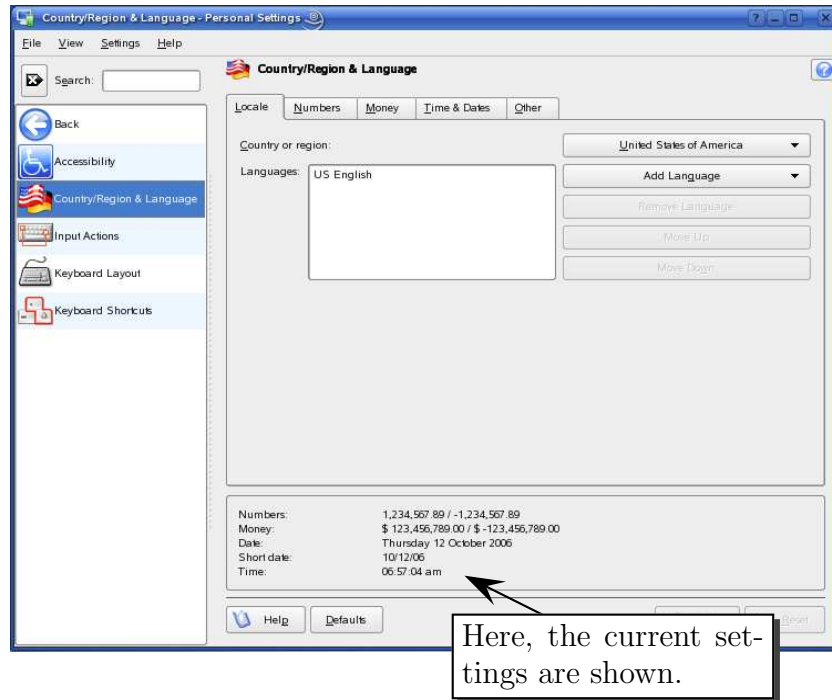 Country/Region & Language - Personal Settings
File View Settings Help
Search:
Country/Region & Language
Back
Accessibility
Country/Region & Language
Input Actions
Keyboard Layout
Keyboard Shortcuts
Locale Numbers Money Time & Dates Other
Country or region: United States of America
Languages: US English Add Language
Remove Language
Move Up
Move Down
Numbers: 1,234,567.89 / -1,234,567.89
Money: $ 123,456,789.00 / $ -123,456,789.00
Date: Thursday 12 October 2006
Short date: 10/12/06
Time: 06:57:04 am
Help Defaults Reset
Here, the current set-
tings are shown.